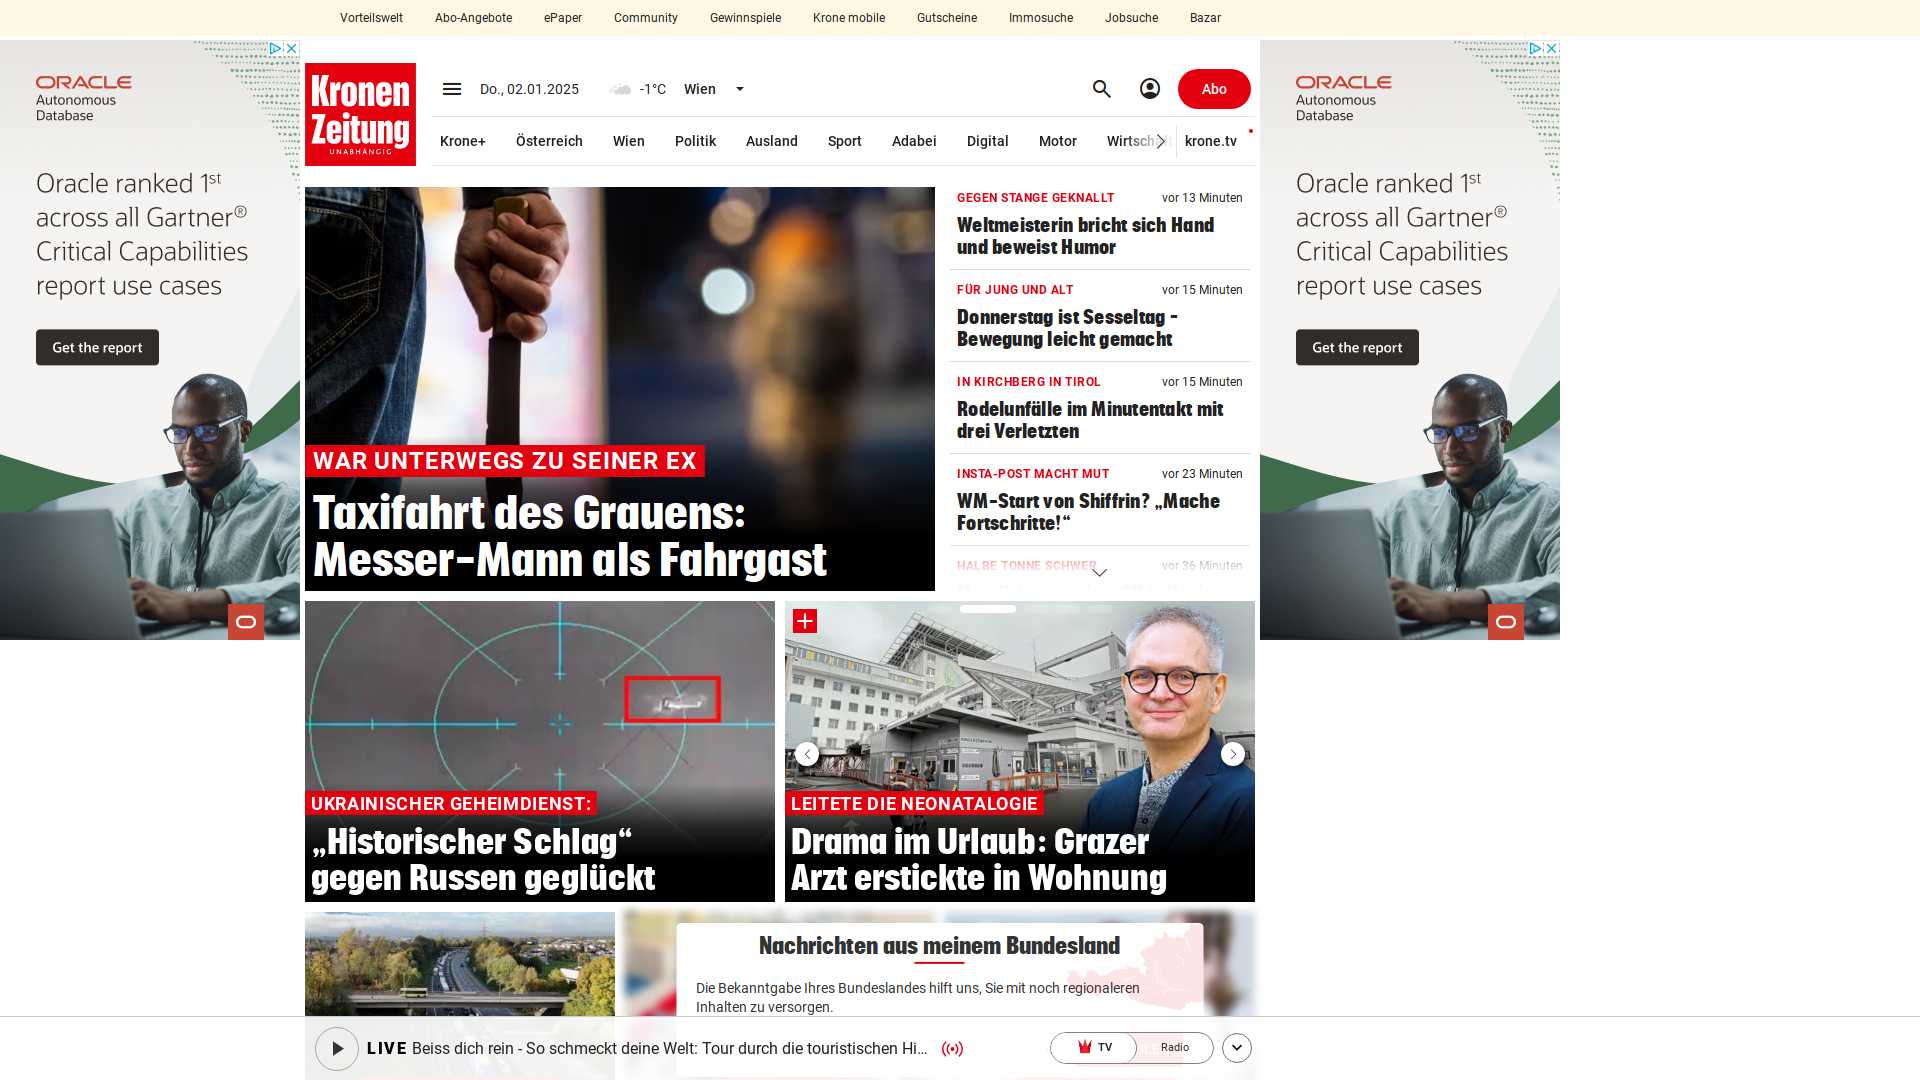 Vorteilswelt Abo-Angebote ePaper Community Gewinnspiele Krone mobile Gutscheine Immosuche Jobsuche Bazar
ORACLE
Autonomous
Database
Oracle ranked 1st
across all Gartner®
Critical Capabilities
report use cases
Get the report
Kronen
Zeitung
UNABHÄNGIG
Do., 02.01.2025 -1°C Wien Abo
Krone+ Österreich Wien Politik Ausland Sport Adabei Digital Motor Wirtsch krone.tv
WAR UNTERWEGS ZU SEINER EX
Taxifahrt des Grauens:
Messer-Mann als Fahrgast
GEGEN STANGE GEKNALLT vor 13 Minuten
Weltmeisterin bricht sich Hand
und beweist Humor
FÜR JUNG UND ALT vor 15 Minuten
Donnerstag ist Sesseltag –
Bewegung leicht gemacht
IN KIRCHBERG IN TIROL vor 15 Minuten
Rodelunfälle im Minutentakt mit
drei Verletzten
INSTA-POST MACHT MUT vor 23 Minuten
WM-Start von Shiffrin? „Mache
Fortschritte!“
HALBE TONNE SCHWER vor 36 Minuten
UKRAINISCHER GEHEIMDIENST:
„Historischer Schlag“
gegen Russen geglückt
LEITETE DIE NEONATALOGIE
Drama im Urlaub: Grazer
Arzt erstickte in Wohnung
Nachrichten aus meinem Bundesland
Die Bekanntgabe Ihres Bundeslandes hilft uns, Sie mit noch regionaleren
Inhalten zu versorgen.
LIVE Beiss dich rein - So schmeckt deine Welt: Tour durch die touristischen Hi... TV Radio
ORACLE
Autonomous
Database
Oracle ranked 1st
across all Gartner®
Critical Capabilities
report use cases
Get the report